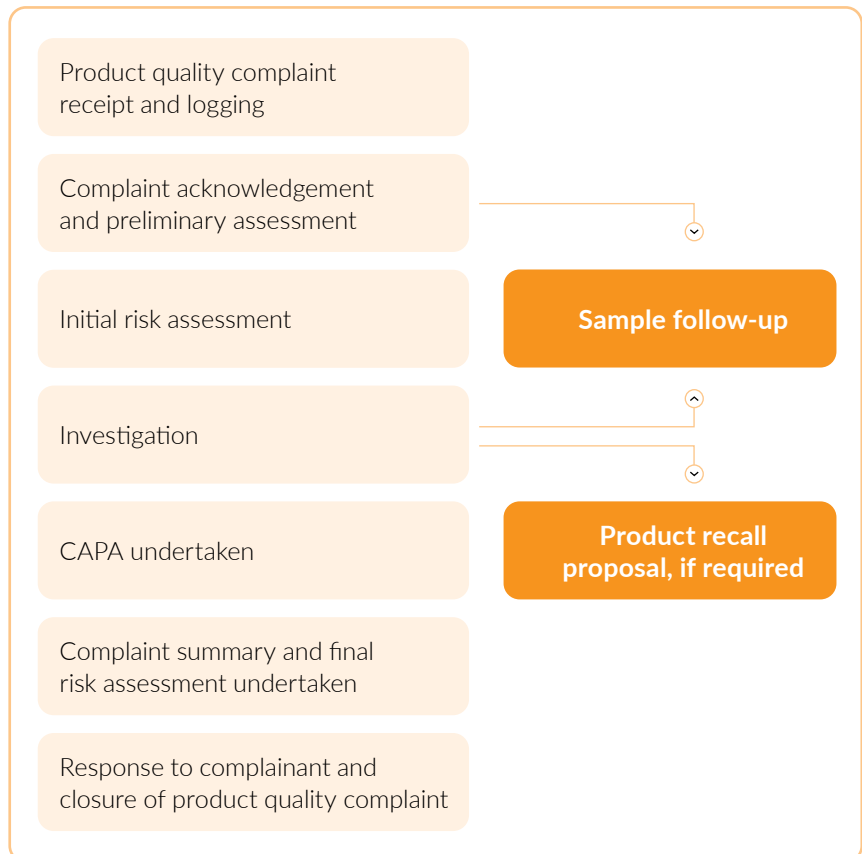 Product quality complaint
receipt and logging
Complaint acknowledgement
and preliminary assessment
Initial risk assessment
Sample follow-up
Investigation
CAPA undertaken
Product recall
proposal, if required
Complaint summary and final
risk assessment undertaken
Response to complainant and
closure of product quality complaint